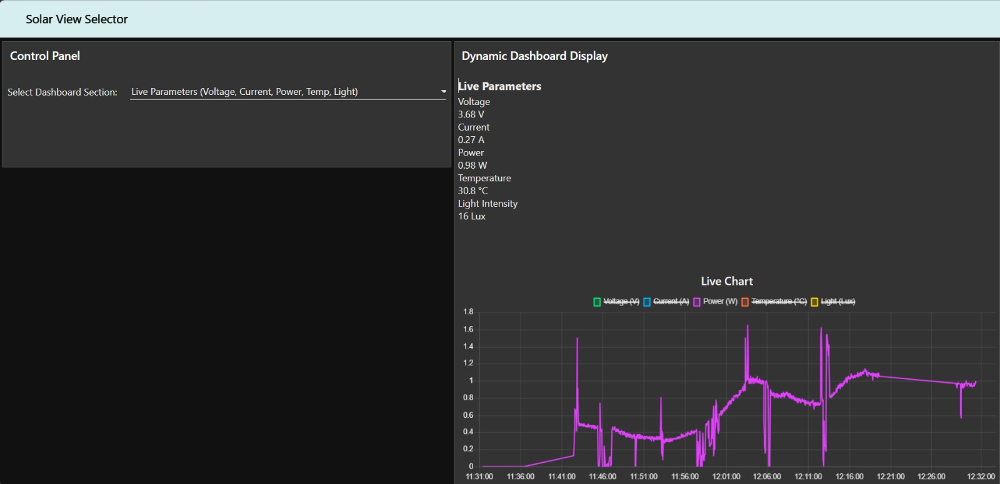 Solar View Selector
Control Panel
Select Dashboard Section: Live Parameters (Voltage, Current, Power, Temp, Light)
Dynamic Dashboard Display
Live Parameters
Voltage
3.68 V
Current
0.27 A
Power
0.98 W
Temperature
30.8 °C
Light Intensity
16 Lux
Live Chart
Voltage (V) Current (A) Power (W) Temperature (°C) Light (Lux)
1.8
1.6
1.4
1.2
1
0.8
0.6
0.4
0.2
0
11:31:00 11:36:00 11:41:00 11:46:00 11:51:00 11:56:00 12:01:00 12:06:00 12:11:00 12:16:00 12:21:00 12:26:00 12:32:00